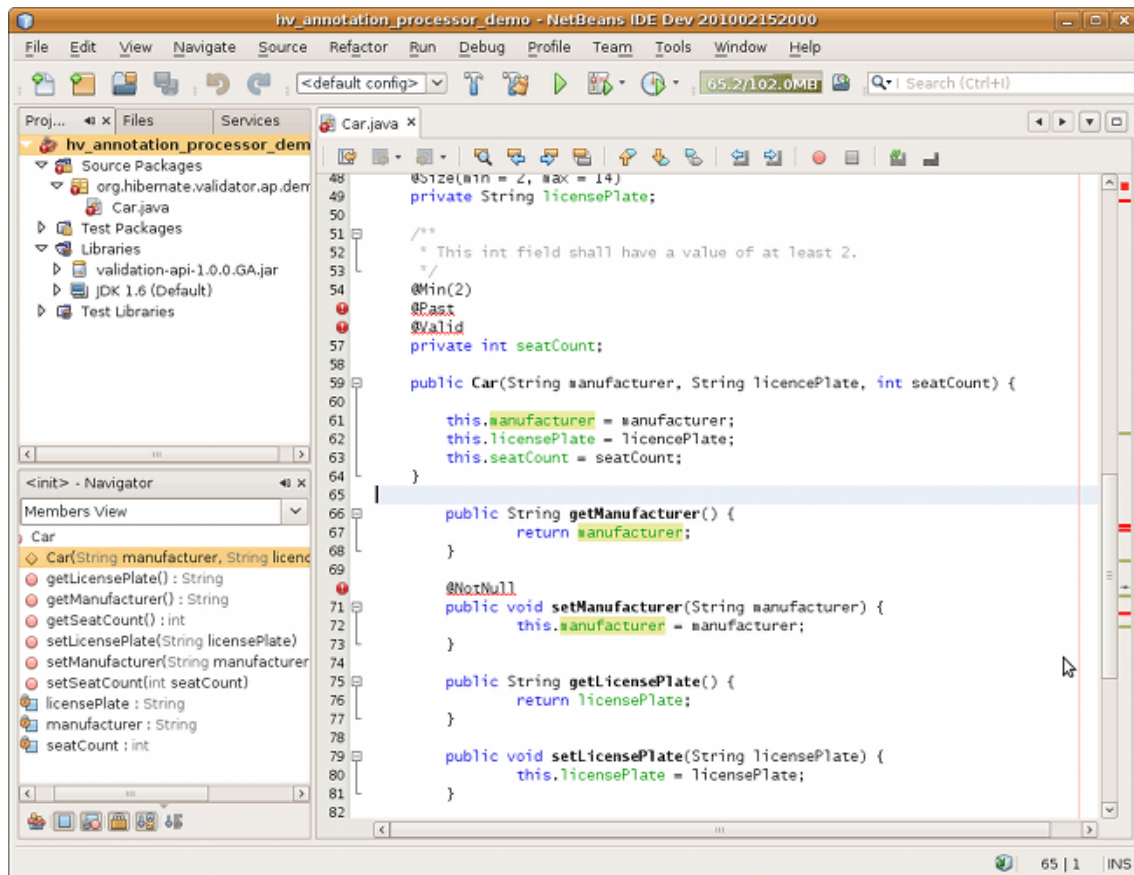 hv_annotation_processor_demo - NetBeans IDE Dev 201002152000
File Edit View Navigate Source Refactor Run Debug Profile Team Tools Window Help
<default config> 65.2/102.0MB Search (Ctrl+I)
Proj... Files Services
hv_annotation_processor_dem
Source Packages
org.hibernate.validator.ap.dem
Car.java
Test Packages
Libraries
validation-api-1.0.0.GA.jar
JDK 1.6 (Default)
Test Libraries
<init> - Navigator
Members View
Car
Car(String manufacturer, String licenc
getLicensePlate() : String
getManufacturer() : String
getSeatCount() : int
setLicensePlate(String licensePlate)
setManufacturer(String manufacturer
setSeatCount(int seatCount)
licensePlate : String
manufacturer : String
seatCount : int
Car.java
48 @Size(min = 2, max = 14)
49 private String licensePlate;
50
51 /**
52 * This int field shall have a value of at least 2.
53 */
54 @Min(2)
@Past
@Valid
57 private int seatCount;
58
59 public Car(String manufacturer, String licencePlate, int seatCount) {
60
61 this.manufacturer = manufacturer;
62 this.licensePlate = licencePlate;
63 this.seatCount = seatCount;
64 }
65
66 public String getManufacturer() {
67 return manufacturer;
68 }
69
@NotNull
71 public void setManufacturer(String manufacturer) {
72 this.manufacturer = manufacturer;
73 }
74
75 public String getLicensePlate() {
76 return licensePlate;
77 }
78
79 public void setLicensePlate(String licensePlate) {
80 this.licensePlate = licensePlate;
81 }
82
65 | 1 INS